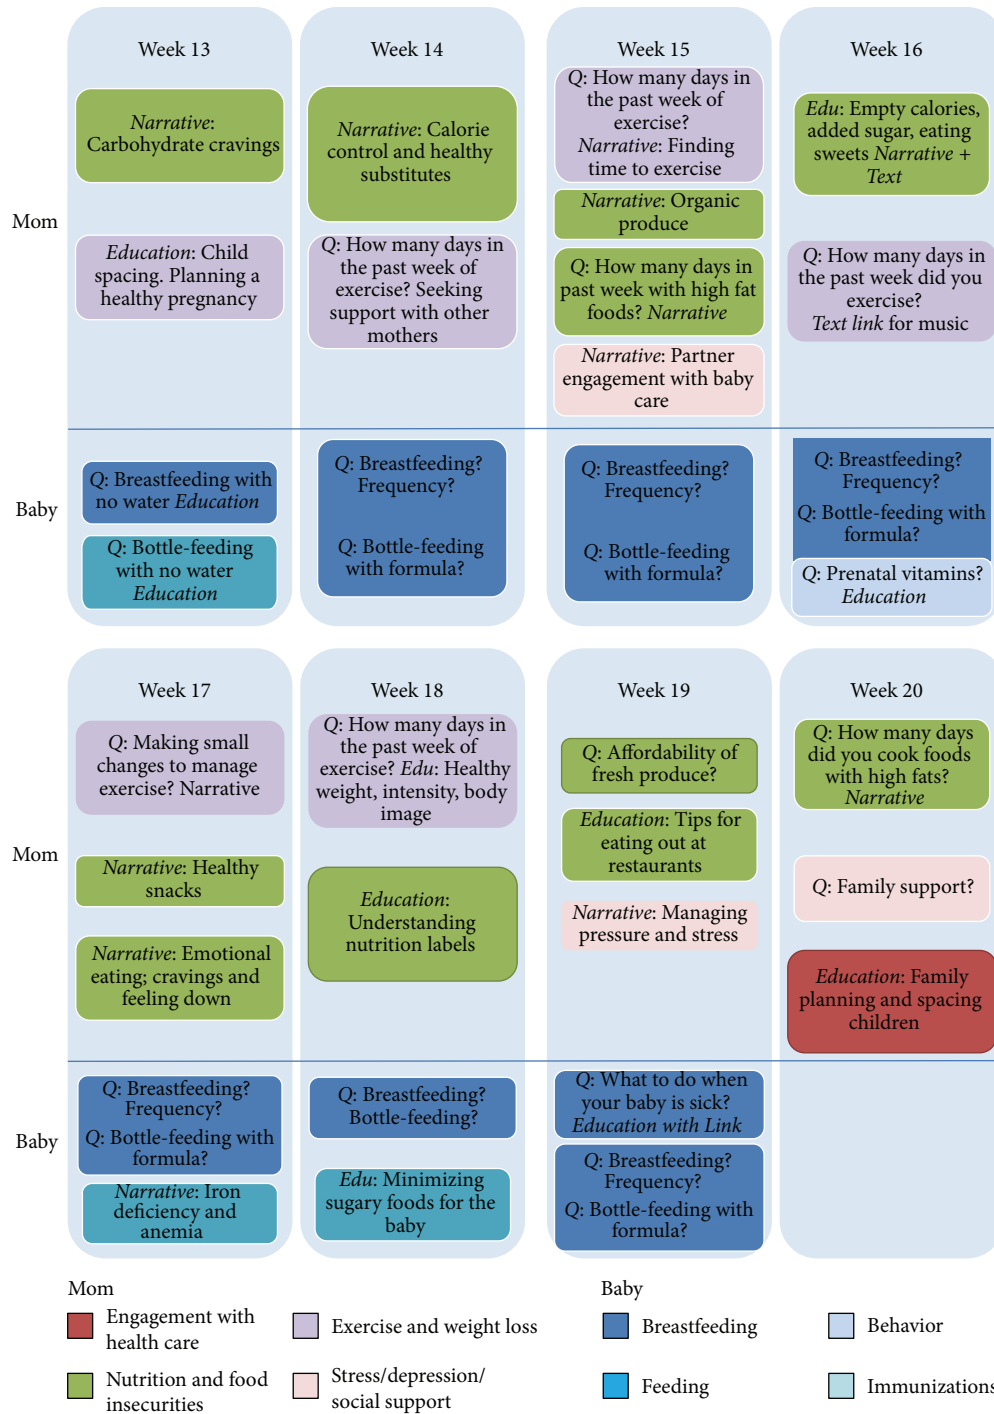 Week 13
Week 14
Week 15
Week 16
Mom
Narrative:
Carbohydrate cravings
Education: Child
spacing. Planning a
healthy pregnancy
Narrative: Calorie
control and healthy
substitutes
Q: How many days in
the past week of
exercise? Seeking
support with other
mothers
Q: How many days in
the past week of
exercise?
Narrative: Finding
time to exercise
Narrative: Organic
produce
Q: How many days in
past week with high fat
foods? Narrative
Narrative: Partner
engagement with baby
care
Edu: Empty calories,
added sugar, eating
sweets Narrative +
Text
Q: How many days in
the past week did you
exercise?
Text link for music
Baby
Q: Breastfeeding with
no water Education
Q: Bottle-feeding
with no water
Education
Q: Breastfeeding?
Frequency?
Q: Bottle-feeding
with formula?
Q: Breastfeeding?
Frequency?
Q: Bottle-feeding
with formula?
Q: Breastfeeding?
Frequency?
Q: Bottle-feeding with
formula?
Q: Prenatal vitamins?
Education
Week 17
Week 18
Week 19
Week 20
Mom
Q: Making small
changes to manage
exercise? Narrative
Narrative: Healthy
snacks
Narrative: Emotional
eating; cravings and
feeling down
Q: How many days in
the past week of
exercise? Edu: Healthy
weight, intensity, body
image
Education:
Understanding
nutrition labels
Q: Affordability of
fresh produce?
Education: Tips for
eating out at
restaurants
Narrative: Managing
pressure and stress
Q: How many days
did you cook foods
with high fats?
Narrative
Q: Family support?
Education: Family
planning and spacing
children
Baby
Q: Breastfeeding?
Frequency?
Q: Bottle-feeding with
formula?
Narrative: Iron
deficiency and
anemia
Q: Breastfeeding?
Bottle-feeding?
Edu: Minimizing
sugary foods for the
baby
Q: What to do when
your baby is sick?
Education with Link
Q: Breastfeeding?
Frequency?
Q: Bottle-feeding with
formula?
Mom
Engagement with
health care
Exercise and weight loss
Nutrition and food
insecurities
Stress/depression/
social support
Baby
Breastfeeding
Behavior
Feeding
Immunizations